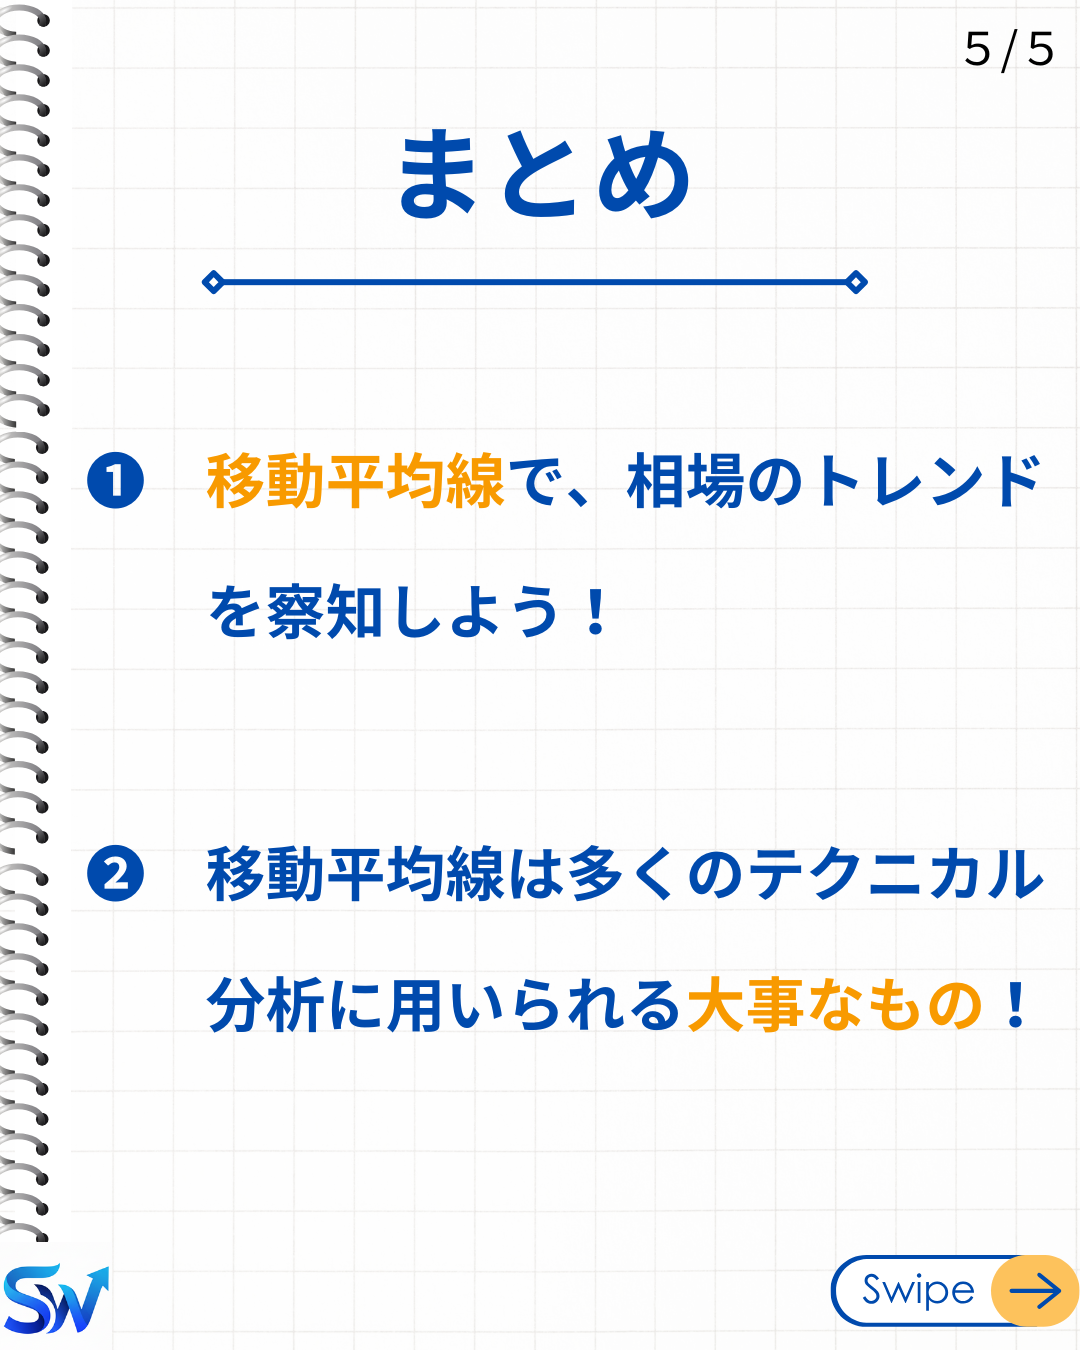 5/5
まとめ
❶ 移動平均線で、相場のトレンド
を察知しよう！
❷ 移動平均線は多くのテクニカル
分析に用いられる大事なもの！
SW
Swipe